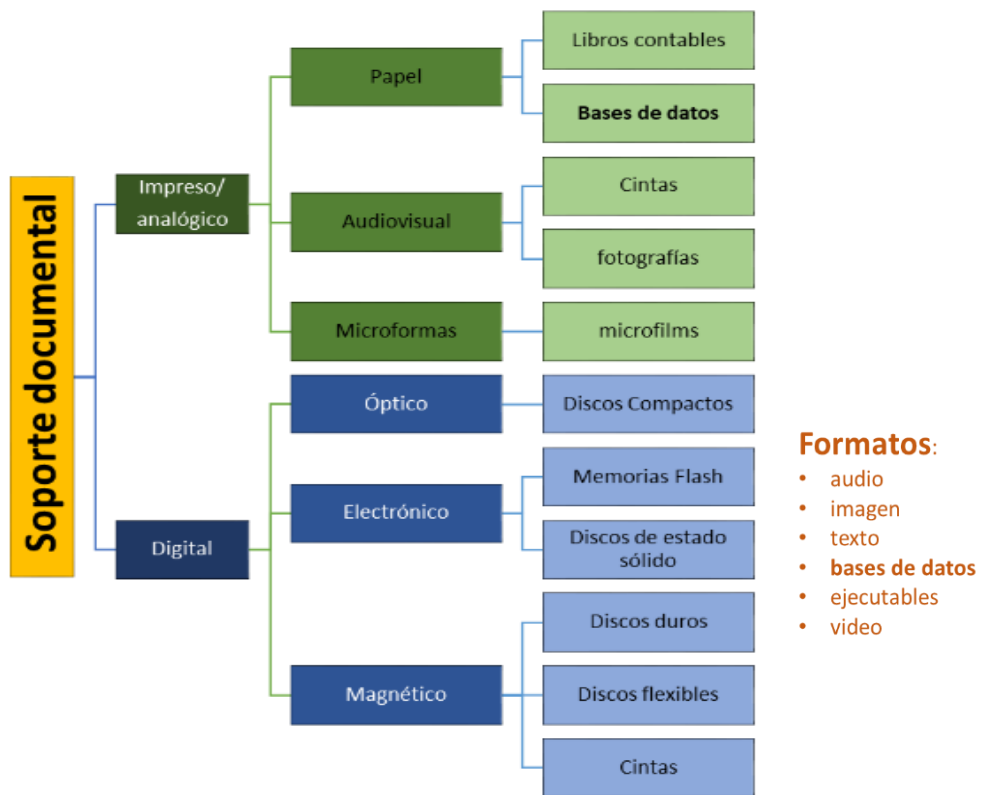 Soporte documental
Impreso/
analógico
Papel
Libros contables
Bases de datos
Audiovisual
Cintas
fotografías
Microformas
microfilms
Digital
Óptico
Discos Compactos
Electrónico
Memorias Flash
Discos de estado
sólido
Magnético
Discos duros
Discos flexibles
Cintas
Formatos:
• audio
• imagen
• texto
• bases de datos
• ejecutables
• video